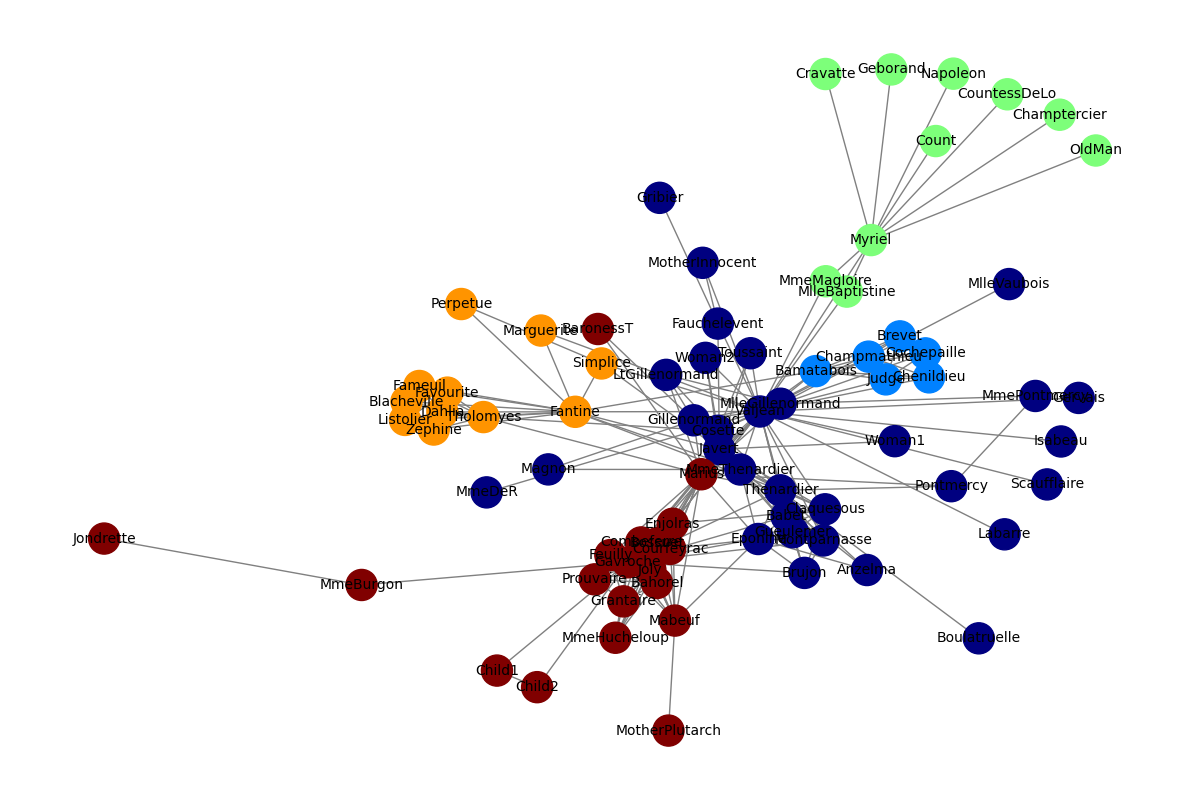 Geborand
Cravatte
Napoleon
CountessDeLo
Champtercier
Count
OldMan
Gribier
Myriel
MotherInnocent
MmeMagloire
MlleVaubois
MlleBaptistine
Perpetue
Fauchelevent
BaronessT
Marguerite
Brevet
Toussaint
Cochepaille
Woman2
Champmathieu
Simplice
Bamatabois
LtGillenormand
Judge
Chenildieu
Fameuil
Favourite
MmePontmercy
Gervais
Blacheville
MlleGillenormand
Dahlia
Fantine
Valjean
Tholomyes
Listolier
Gillenormand
Zephine
Cosette
Woman1
Isabeau
Javert
Magnon
MmeThenardier
Marius
Scaufflaire
Pontmercy
Thenardier
MmeDeR
Claquesous
Babet
Enjolras
Gueulemer
Labarre
Jondrette
Eponine
Montparnasse
Combeferre
Bossuet
Courfeyrac
Feuilly
Gavroche
Joly
Anzelma
Brujon
Prouvaire
Bahorel
MmeBurgon
Grantaire
Mabeuf
MmeHucheloup
Boulatruelle
Child1
Child2
MotherPlutarch